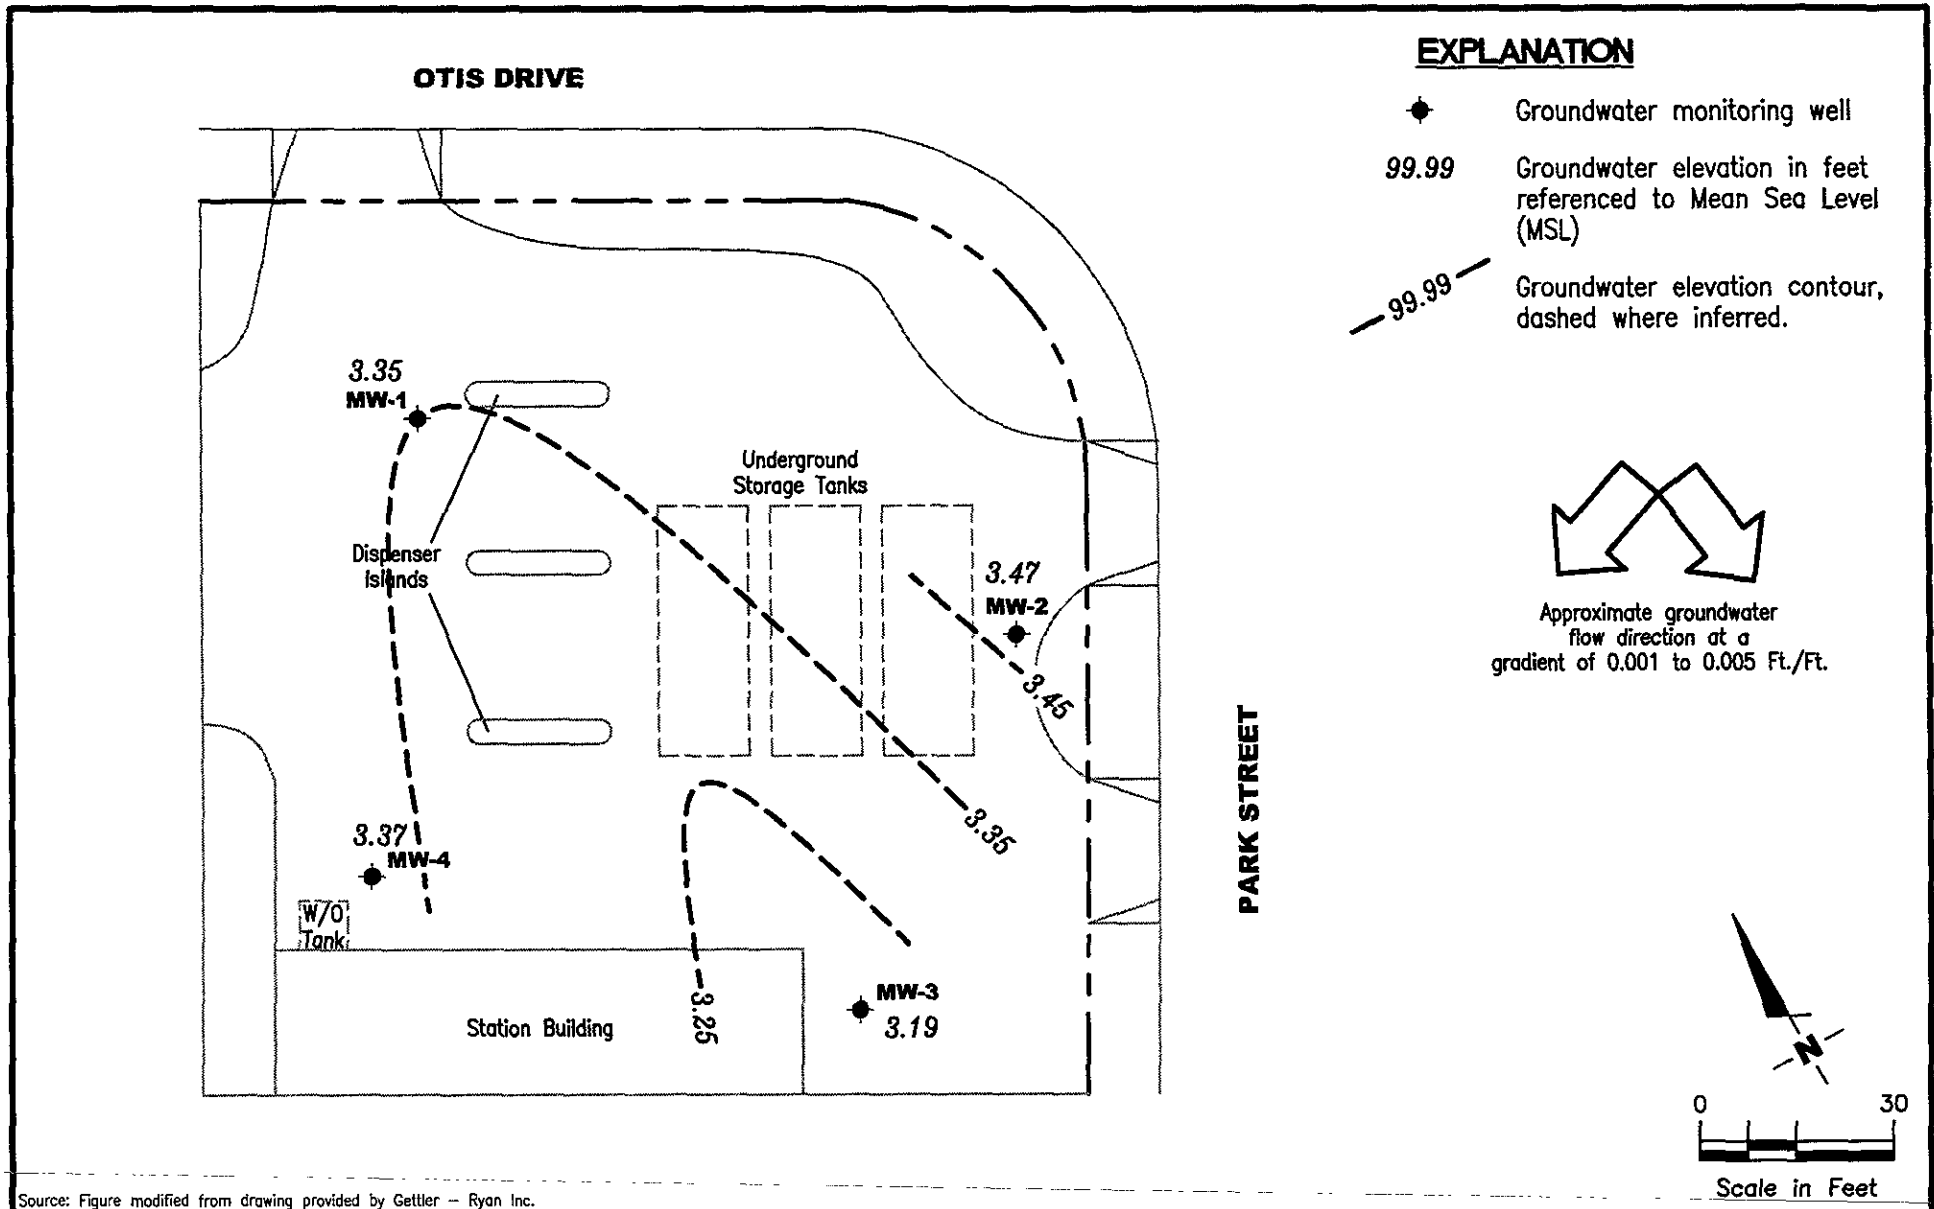 OTIS DRIVE
EXPLANATION
Groundwater monitoring well
99.99
Groundwater elevation in feet
referenced to Mean Sea Level
(MSL)
99.99
Groundwater elevation contour,
dashed where inferred.
3.35
MW-1
Underground
Storage Tanks
Dispenser
Islands
3.47
MW-2
3.45
Approximate groundwater
flow direction at a
gradient of 0.001 to 0.005 Ft./Ft.
PARK STREET
3.35
3.37
MW-4
W/O
Tank
Station Building
3.25
MW-3
3.19
N
0 30
Scale in Feet
Source: Figure modified from drawing provided by Gettler – Ryan Inc.